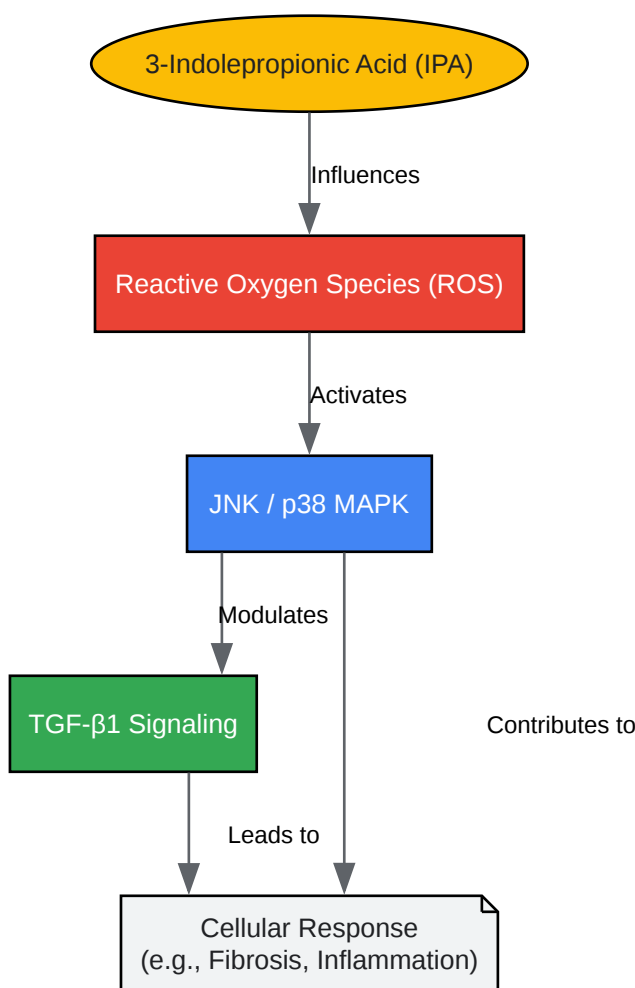 3-Indolepropionic Acid (IPA)
Influences
Reactive Oxygen Species (ROS)
Activates
JNK / p38 MAPK
Modulates
TGF-β1 Signaling
Contributes to
Leads to
Cellular Response
(e.g., Fibrosis, Inflammation)